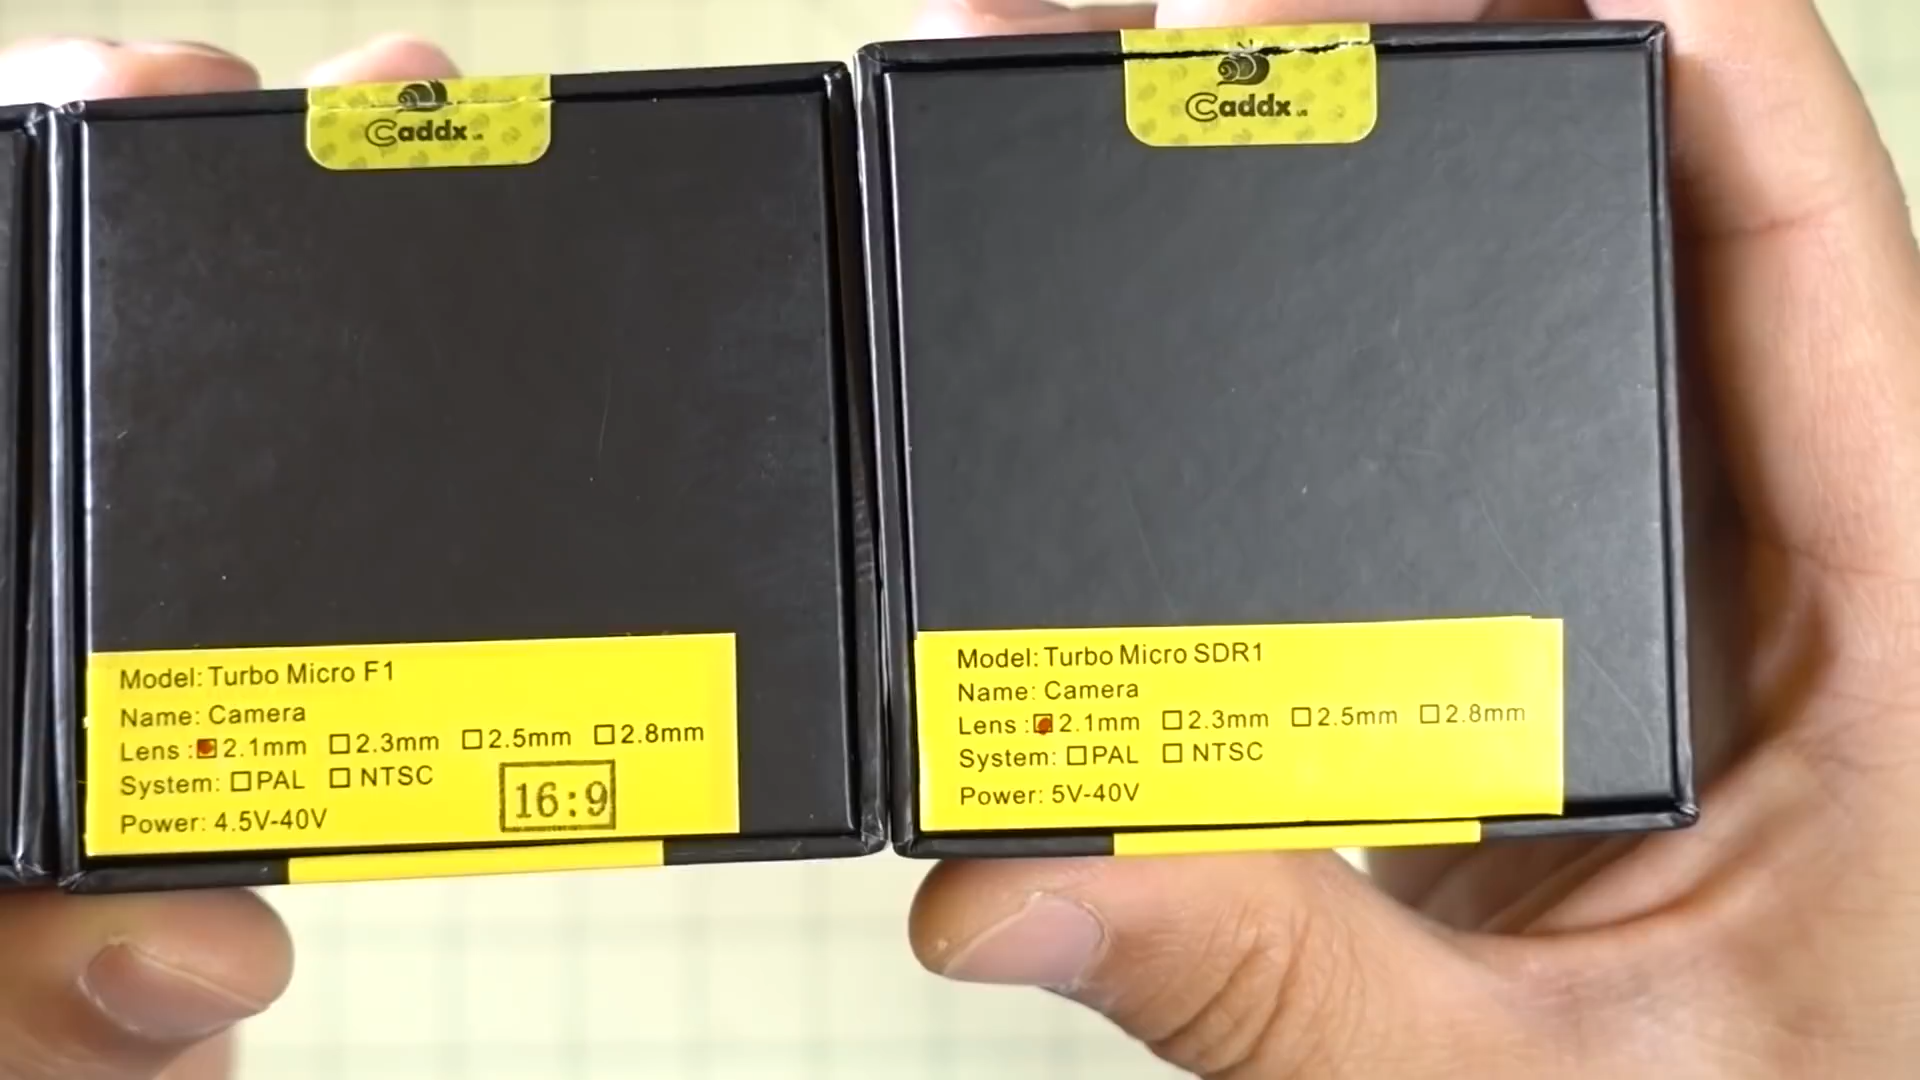 Caddx
Model: Turbo Micro F1
Name: Camera
Lens : 2.1mm 2.3mm 2.5mm 2.8mm
System: PAL NTSC
16:9
Power: 4.5V-40V
Caddx
Model: Turbo Micro SDR1
Name: Camera
Lens : 2.1mm 2.3mm 2.5mm 2.8mm
System: PAL NTSC
Power: 5V-40V